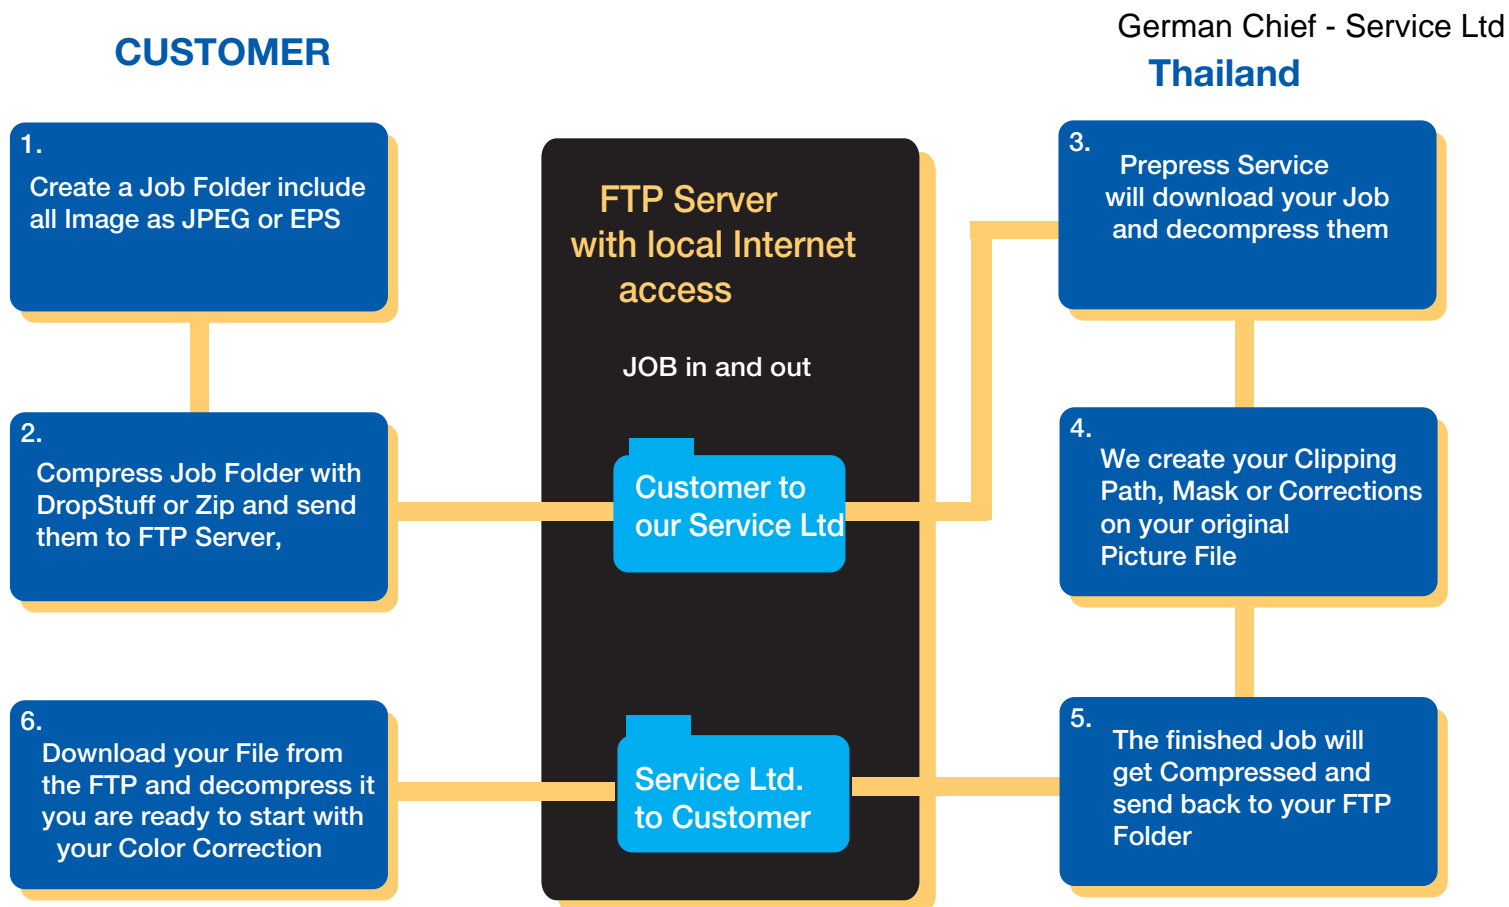 CUSTOMER
German Chief - Service Ltd
Thailand
1.
Create a Job Folder include
all Image as JPEG or EPS
2.
Compress Job Folder with
DropStuff or Zip and send
them to FTP Server,
FTP Server
with local Internet
access
JOB in and out
Customer to
our Service Ltd
3.
Prepress Service
will download your Job
and decompress them
4.
We create your Clipping
Path, Mask or Corrections
on your original
Picture File
5.
The finished Job will
get Compressed and
send back to your FTP
Folder
Service Ltd.
to Customer
6.
Download your File from
the FTP and decompress it
you are ready to start with
your Color Correction